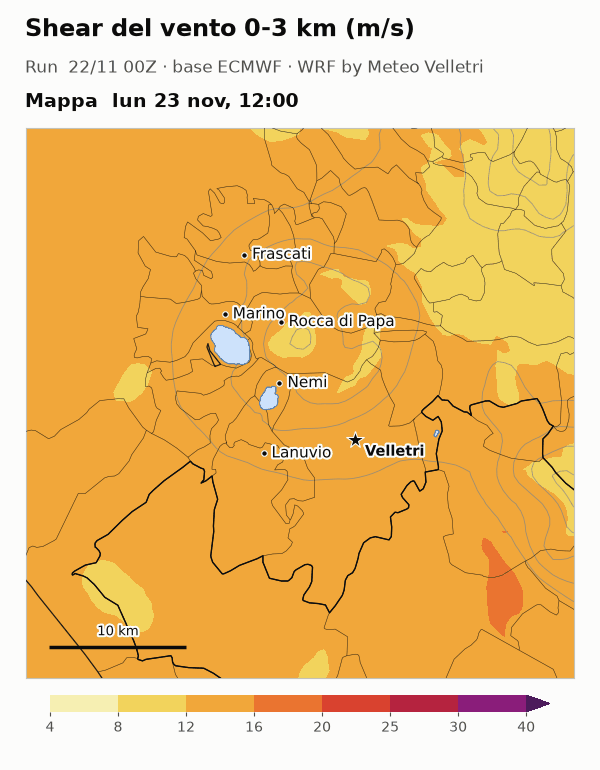 Shear del vento 0-3 km (m/s)
Run  22/11 00Z · base ECMWF · WRF by Meteo Velletri
Mappa  lun 23 nov, 12:00
Frascati
Marino
Rocca di Papa
Nemi
Velletri
Lanuvio
10 km
4 8 12 16 20 25 30 40